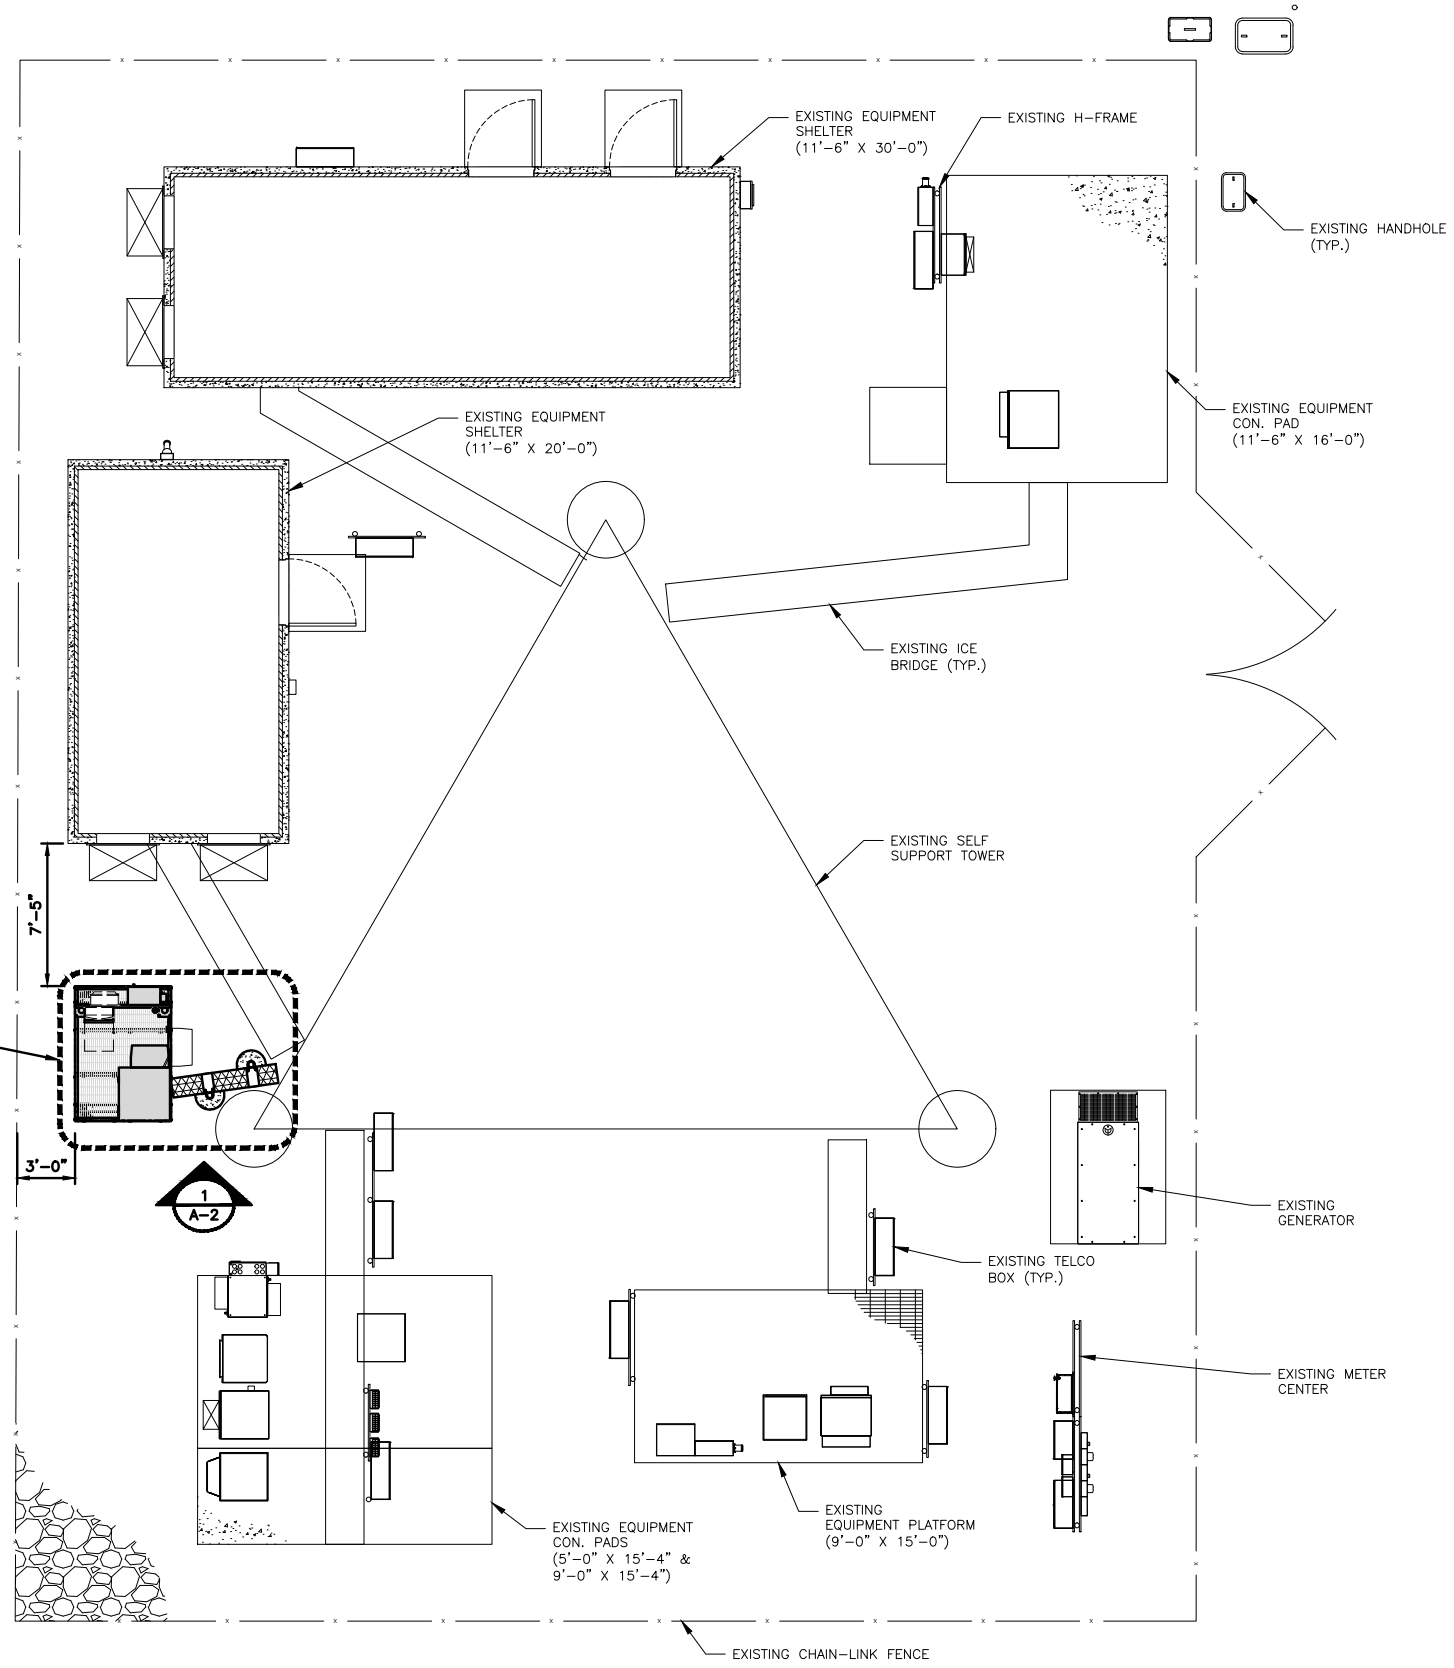 EXISTING EQUIPMENT
SHELTER
(11'-6" X 30'-0")
EXISTING H-FRAME
EXISTING HANDHOLE
(TYP.)
EXISTING EQUIPMENT
SHELTER
(11'-6" X 20'-0")
EXISTING EQUIPMENT
CON. PAD
(11'-6" X 16'-0")
EXISTING ICE
BRIDGE (TYP.)
EXISTING SELF
SUPPORT TOWER
7'-5"
3'-0"
1
A-2
EXISTING
GENERATOR
EXISTING TELCO
BOX (TYP.)
EXISTING METER
CENTER
EXISTING EQUIPMENT
CON. PADS
(5'-0" X 15'-4" &
9'-0" X 15'-4")
EXISTING
EQUIPMENT PLATFORM
(9'-0" X 15'-0")
EXISTING CHAIN-LINK FENCE